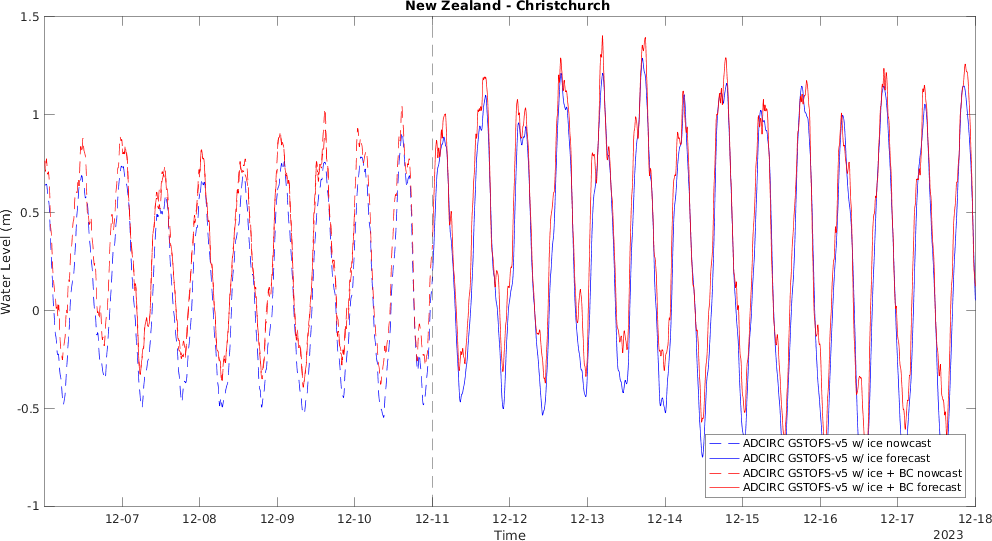 New Zealand - Christchurch
1.5
1
0.5
0
-0.5
-1
Water Level (m)
12-07 12-08 12-09 12-10 12-11 12-12 12-13 12-14 12-15 12-16 12-17 12-18
Time
2023
ADCIRC GSTOFS-v5 w/ ice nowcast
ADCIRC GSTOFS-v5 w/ ice forecast
ADCIRC GSTOFS-v5 w/ ice + BC nowcast
ADCIRC GSTOFS-v5 w/ ice + BC forecast